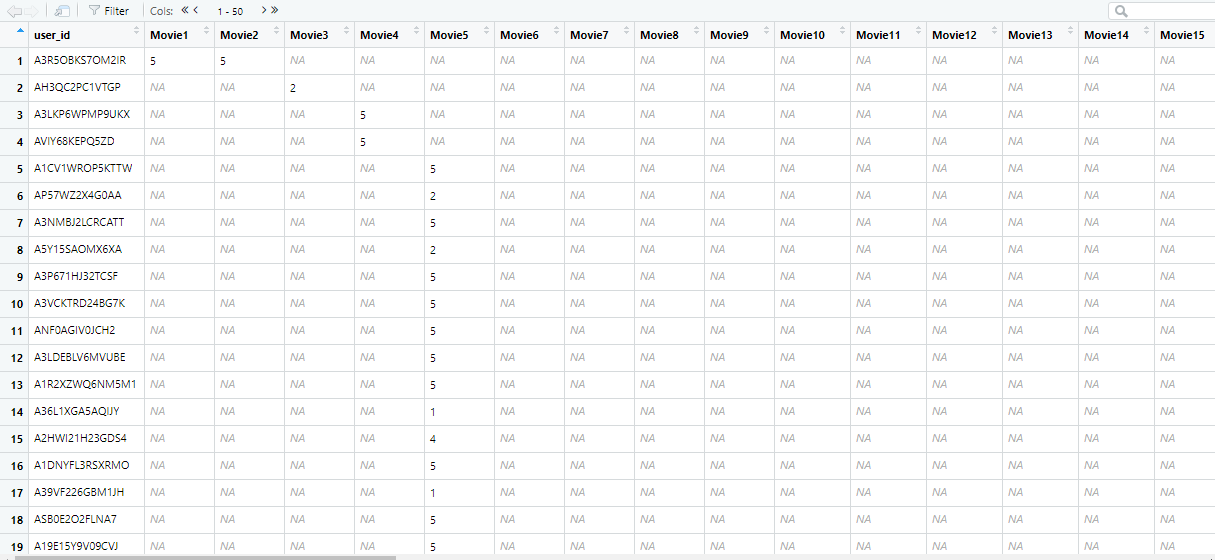 Filter Cols: 1 - 50
user_id Movie1 Movie2 Movie3 Movie4 Movie5 Movie6 Movie7 Movie8 Movie9 Movie10 Movie11 Movie12 Movie13 Movie14 Movie15
1 A3R5OBKS7OM2IR 5 5 NA NA NA NA NA NA NA NA NA NA NA NA NA
2 AH3QC2PC1VTGP NA NA 2 NA NA NA NA NA NA NA NA NA NA NA NA
3 A3LKP6WPMP9UKX NA NA NA 5 NA NA NA NA NA NA NA NA NA NA NA
4 AVIY68KEPQ5ZD NA NA NA 5 NA NA NA NA NA NA NA NA NA NA NA
5 A1CV1WROP5KTTW NA NA NA NA 5 NA NA NA NA NA NA NA NA NA NA
6 AP57WZ2X4G0AA NA NA NA NA 2 NA NA NA NA NA NA NA NA NA NA
7 A3NMBJ2LCRCATT NA NA NA NA 5 NA NA NA NA NA NA NA NA NA NA
8 A5Y15SAOMX6XA NA NA NA NA 2 NA NA NA NA NA NA NA NA NA NA
9 A3P671HJ32TCSF NA NA NA NA 5 NA NA NA NA NA NA NA NA NA NA
10 A3VCKTRD24BG7K NA NA NA NA 5 NA NA NA NA NA NA NA NA NA NA
11 ANF0AGIV0JCH2 NA NA NA NA 5 NA NA NA NA NA NA NA NA NA NA
12 A3LDEBLV6MVUBE NA NA NA NA 5 NA NA NA NA NA NA NA NA NA NA
13 A1R2XZWQ6NM5M1 NA NA NA NA 5 NA NA NA NA NA NA NA NA NA NA
14 A36L1XGA5AQIJY NA NA NA NA 1 NA NA NA NA NA NA NA NA NA NA
15 A2HWI21H23GDS4 NA NA NA NA 4 NA NA NA NA NA NA NA NA NA NA
16 A1DNYFL3RSXRMO NA NA NA NA 5 NA NA NA NA NA NA NA NA NA NA
17 A39VF226GBM1JH NA NA NA NA 1 NA NA NA NA NA NA NA NA NA NA
18 ASB0E2O2FLNA7 NA NA NA NA 5 NA NA NA NA NA NA NA NA NA NA
19 A19E15Y9V09CVJ NA NA NA NA 5 NA NA NA NA NA NA NA NA NA NA